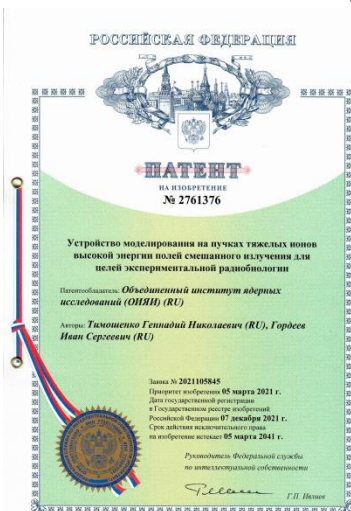 РОССИЙСКАЯ ФЕДЕРАЦИЯ
ПАТЕНТ
НА ИЗОБРЕТЕНИЕ
№ 2761376
Устройство моделирования на пучках тяжелых ионов
высокой энергии полей смешанного излучения для
целей экспериментальной радиобиологии
Патентообладатель: Объединенный институт ядерных
исследований (ОИЯИ) (RU)
Авторы: Тимошенко Геннадий Николаевич (RU), Гордеев
Иван Сергеевич (RU)
Заявка № 2021105845
Приоритет изобретения 05 марта 2021 г.
Дата государственной регистрации
в Государственном реестре изобретений
Российской Федерации 07 декабря 2021 г.
Срок действия исключительного права
на изобретение истекает 05 марта 2041 г.
Руководитель Федеральной службы
по интеллектуальной собственности
Г.П. Ивлиев